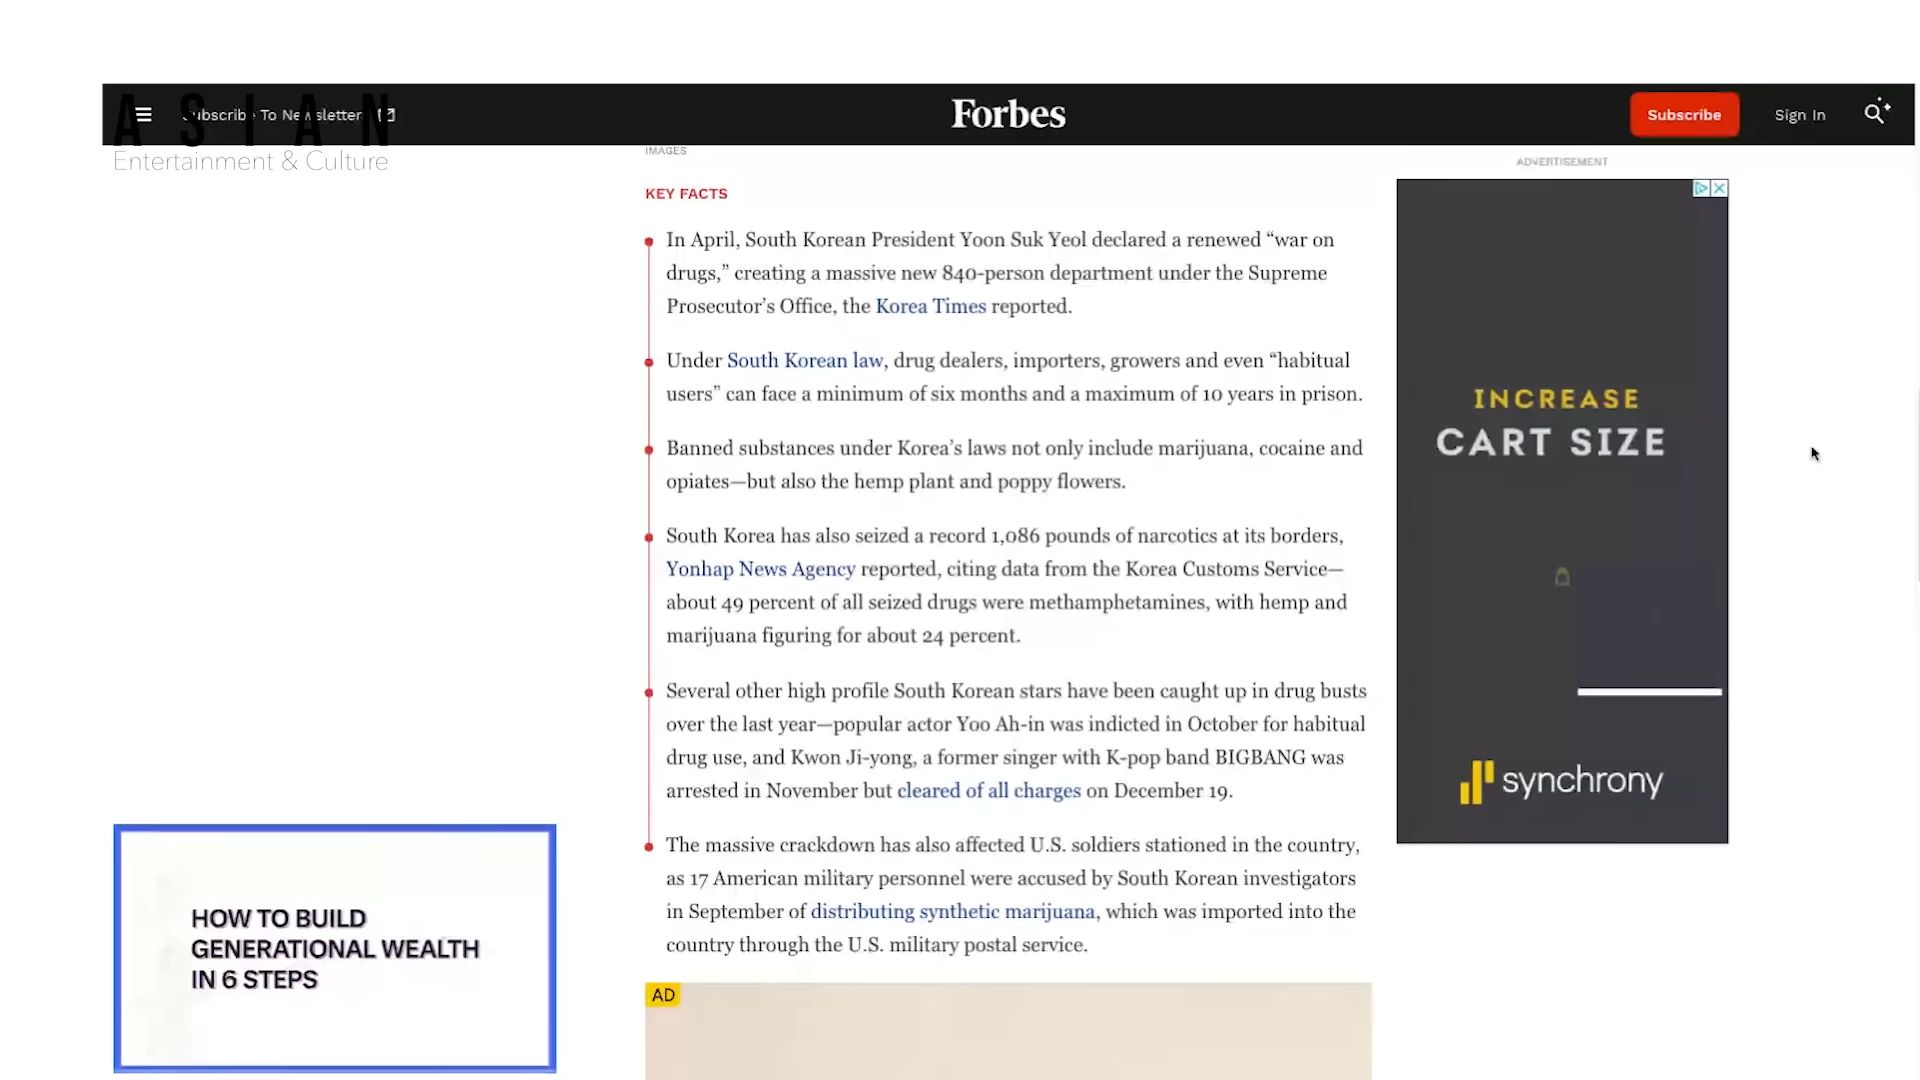 ASIAN
Entertainment & Culture
Subscribe To Newsletters
Forbes
Subscribe
Sign In
IMAGES
ADVERTISEMENT
KEY FACTS
In April, South Korean President Yoon Suk Yeol declared a renewed “war on
drugs,” creating a massive new 840-person department under the Supreme
Prosecutor’s Office, the Korea Times reported.
Under South Korean law, drug dealers, importers, growers and even “habitual
users” can face a minimum of six months and a maximum of 10 years in prison.
Banned substances under Korea’s laws not only include marijuana, cocaine and
opiates—but also the hemp plant and poppy flowers.
South Korea has also seized a record 1,086 pounds of narcotics at its borders,
Yonhap News Agency reported, citing data from the Korea Customs Service—
about 49 percent of all seized drugs were methamphetamines, with hemp and
marijuana figuring for about 24 percent.
Several other high profile South Korean stars have been caught up in drug busts
over the last year—popular actor Yoo Ah-in was indicted in October for habitual
drug use, and Kwon Ji-yong, a former singer with K-pop band BIGBANG was
arrested in November but cleared of all charges on December 19.
The massive crackdown has also affected U.S. soldiers stationed in the country,
as 17 American military personnel were accused by South Korean investigators
in September of distributing synthetic marijuana, which was imported into the
country through the U.S. military postal service.
AD
INCREASE
CART SIZE
synchrony
HOW TO BUILD
GENERATIONAL WEALTH
IN 6 STEPS